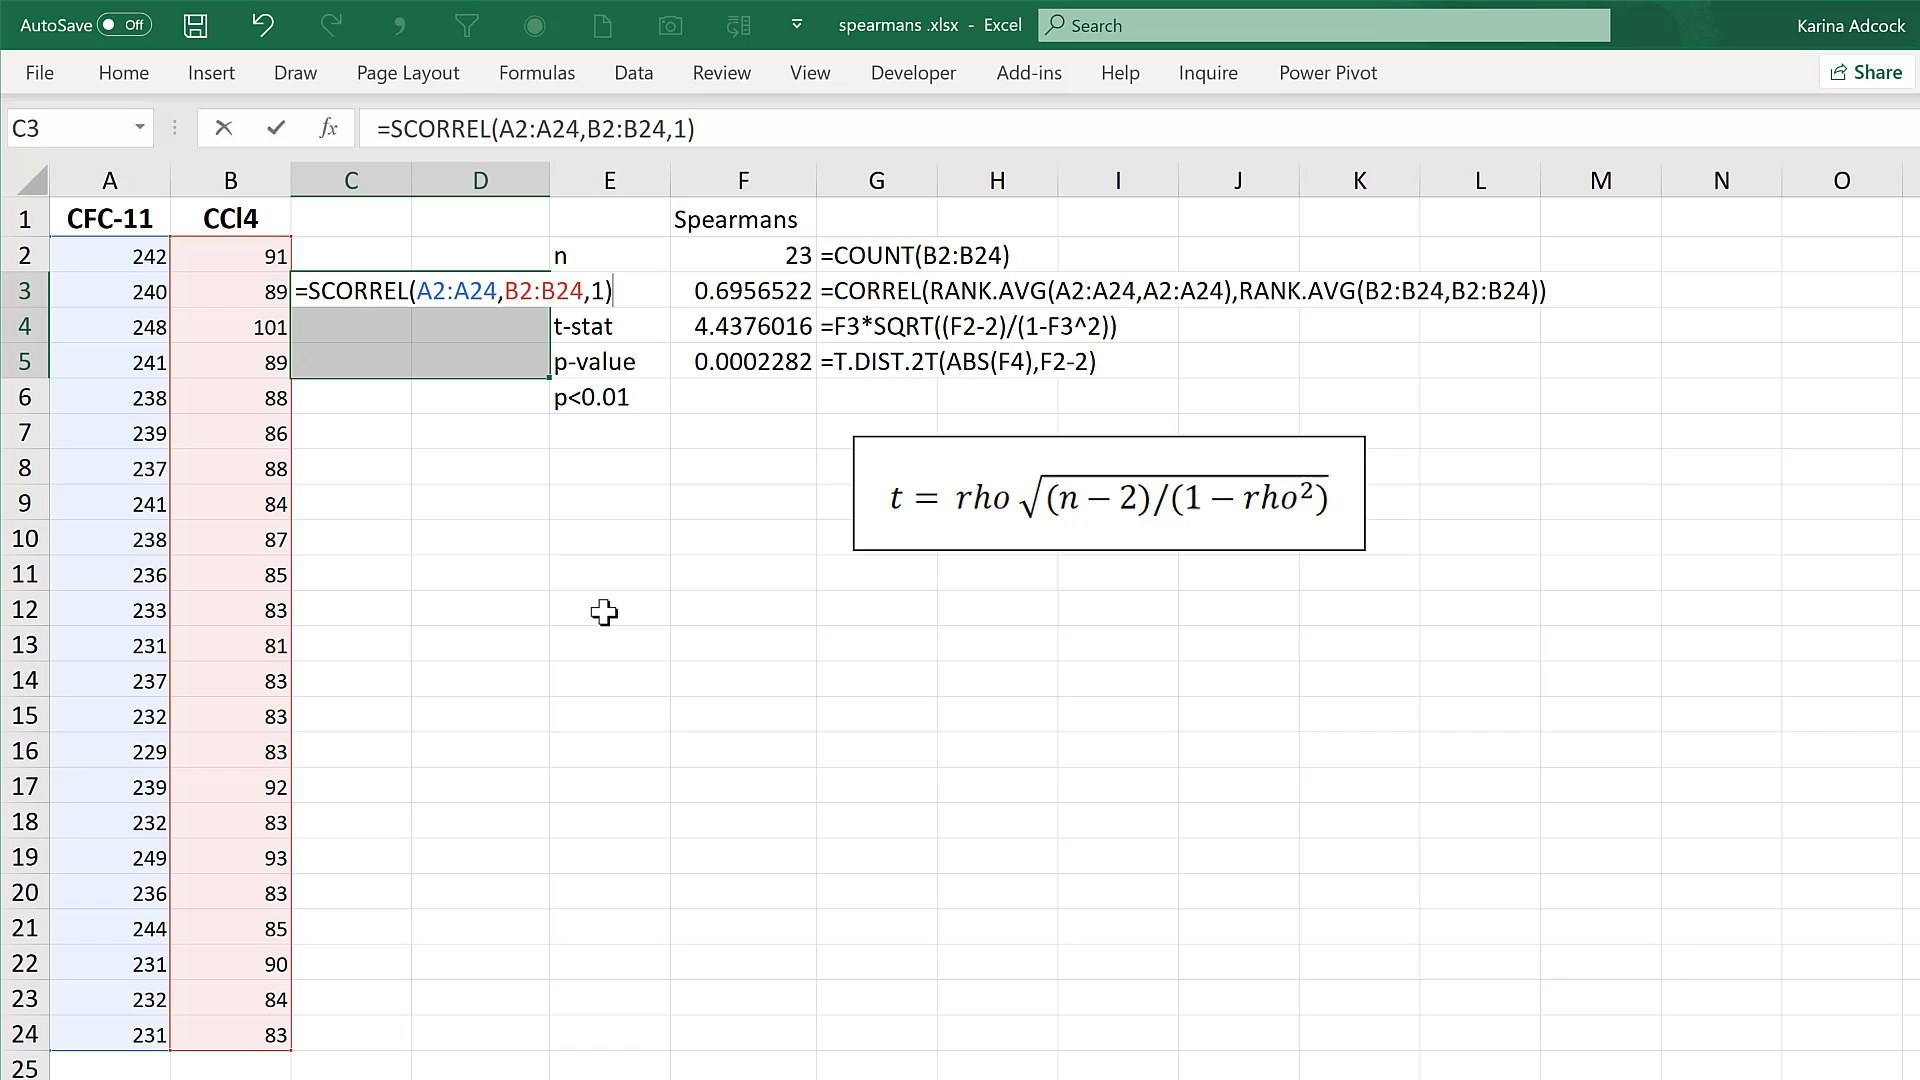 AutoSave Off spearmans .xlsx - Excel Search Karina Adcock
File Home Insert Draw Page Layout Formulas Data Review View Developer Add-ins Help Inquire Power Pivot Share
C3 fx =SCORREL(A2:A24,B2:B24,1)
A B C D E F G H I J K L M N O
1 CFC-11 CCl4 Spearmans
2 242 91 n 23 =COUNT(B2:B24)
3 240 89 =SCORREL(A2:A24,B2:B24,1) 0.6956522 =CORREL(RANK.AVG(A2:A24,A2:A24),RANK.AVG(B2:B24,B2:B24))
4 248 101 t-stat 4.4376016 =F3*SQRT((F2-2)/(1-F3^2))
5 241 89 p-value 0.0002282 =T.DIST.2T(ABS(F4),F2-2)
6 238 88 p<0.01
7 239 86
8 237 88
t = rho √(n − 2)/(1 − rho²)
9 241 84
10 238 87
11 236 85
12 233 83
13 231 81
14 237 83
15 232 83
16 229 83
17 239 92
18 232 83
19 249 93
20 236 83
21 244 85
22 231 90
23 232 84
24 231 83
25